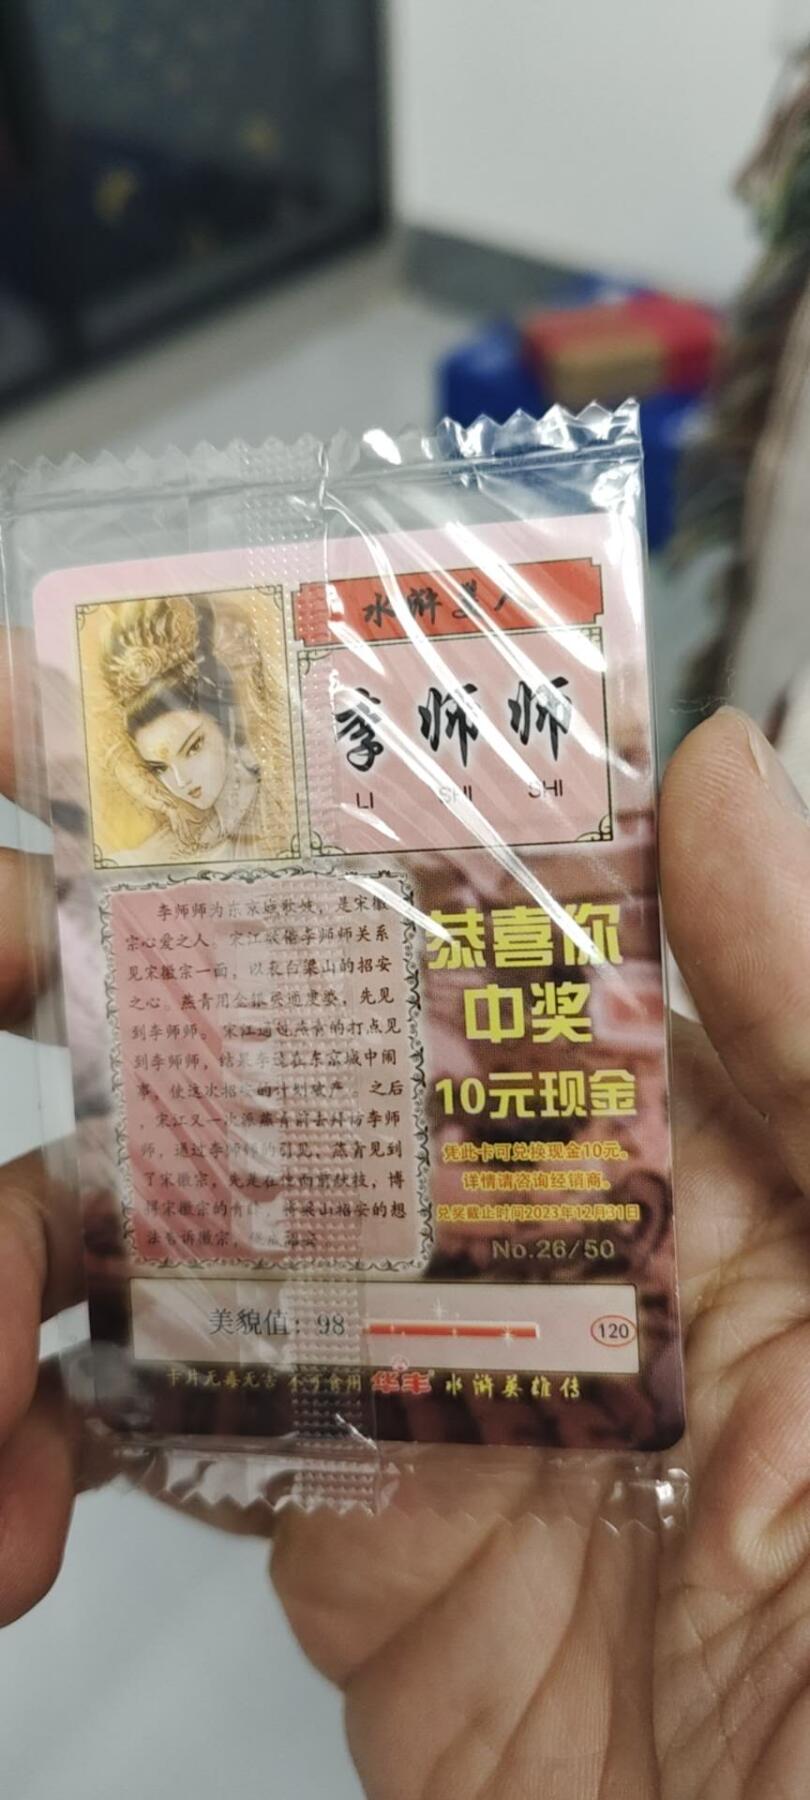 水浒美人
李师师
LI SHI SHI
李师师为东京城歌妓，是宋徽
宗心爱之人。宋江欲借李师师关系
见宋徽宗一面，以表白梁山的招安
之心。燕青用金银买通虔婆，先见
到李师师。宋江通过燕青的打点见
到李师师，结果李逵在东京城中闹
事，使这次招安的计划破产。之后
，宋江又一次派燕青前去拜访李师
师，通过李师师的引见，燕青见到
了宋徽宗，先是在他面前献技，博
得宋徽宗的青睐，将梁山招安的想
法告诉徽宗，
恭喜你
中奖
10元现金
凭此卡可兑换现金10元。
详情请咨询经销商。
兑奖截止时间2023年12月31日
No.26/50
美貌值：98
120
卡片无毒无害 不可食用 华丰 水浒英雄传